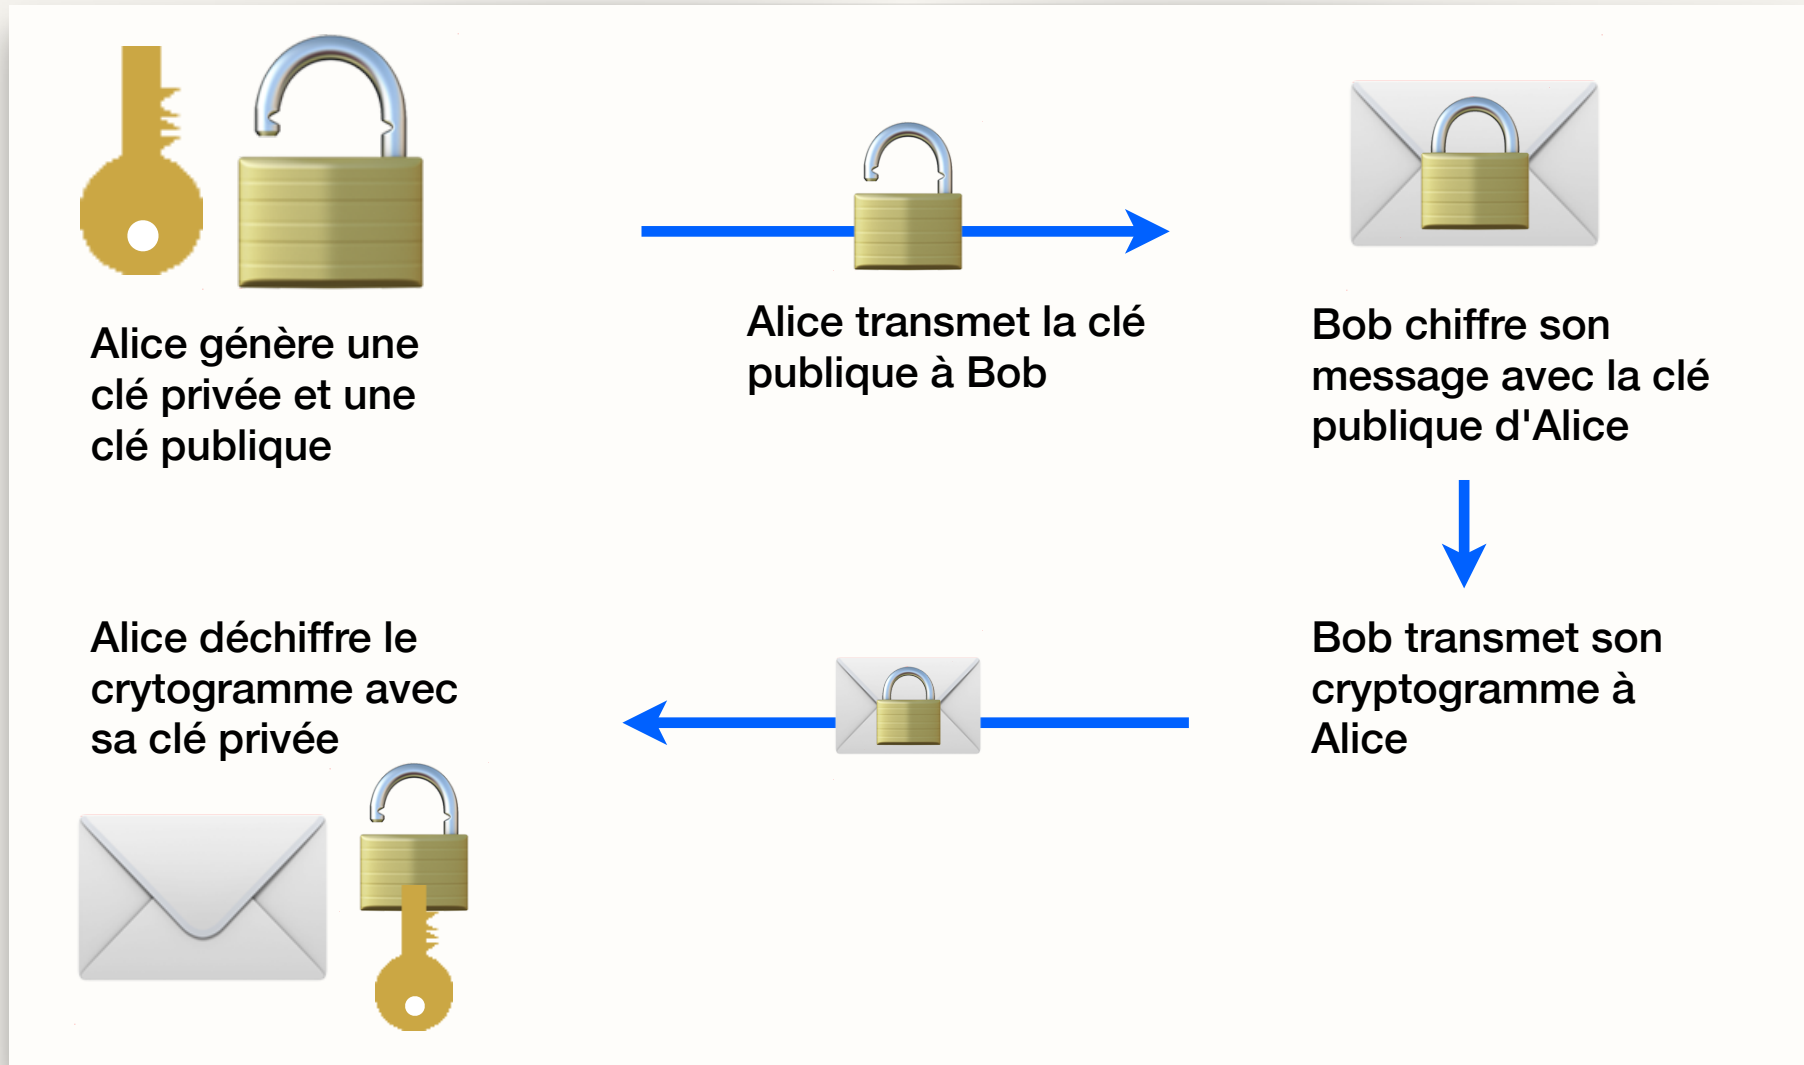 Alice génère une
clé privée et une
clé publique
Alice transmet la clé
publique à Bob
Bob chiffre son
message avec la clé
publique d'Alice
Bob transmet son
cryptogramme à
Alice
Alice déchiffre le
crytogramme avec
sa clé privée